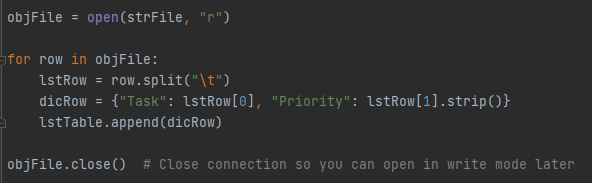 objFile = open(strFile, "r")
for row in objFile:
    lstRow = row.split("\t")
    dicRow = {"Task": lstRow[0], "Priority": lstRow[1].strip()}
    lstTable.append(dicRow)
objFile.close()  # Close connection so you can open in write mode later